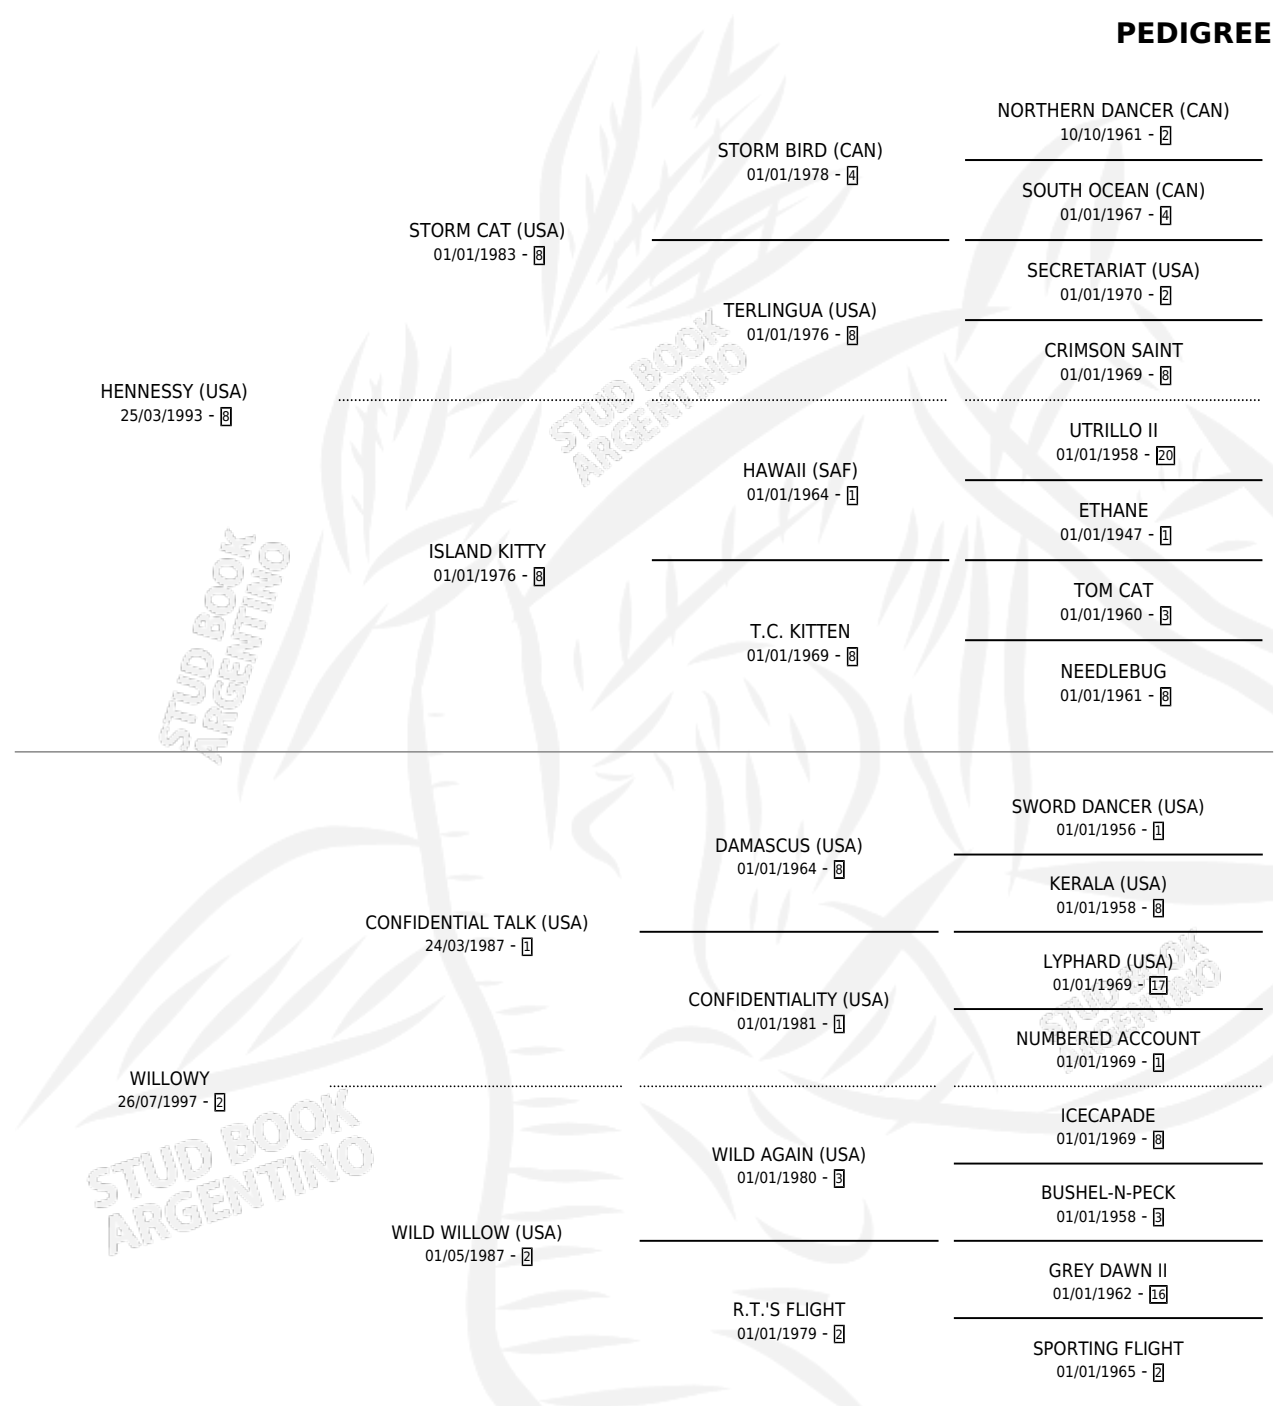 PEDIGREE
NORTHERN DANCER (CAN)
10/10/1961 - 2
STORM BIRD (CAN)
01/01/1978 - 4
SOUTH OCEAN (CAN)
01/01/1967 - 4
STORM CAT (USA)
01/01/1983 - 8
SECRETARIAT (USA)
01/01/1970 - 2
TERLINGUA (USA)
01/01/1976 - 8
CRIMSON SAINT
01/01/1969 - 8
HENNESSY (USA)
25/03/1993 - 8
UTRILLO II
01/01/1958 - 20
HAWAII (SAF)
01/01/1964 - 1
ETHANE
01/01/1947 - 1
ISLAND KITTY
01/01/1976 - 8
TOM CAT
01/01/1960 - 3
T.C. KITTEN
01/01/1969 - 8
NEEDLEBUG
01/01/1961 - 8
STUD BOOK
ARGENTINO
STUD BOOK
ARGENTINO
SWORD DANCER (USA)
01/01/1956 - 1
DAMASCUS (USA)
01/01/1964 - 8
KERALA (USA)
01/01/1958 - 8
CONFIDENTIAL TALK (USA)
24/03/1987 - 1
LYPHARD (USA)
01/01/1969 - 17
CONFIDENTIALITY (USA)
01/01/1981 - 1
NUMBERED ACCOUNT
01/01/1969 - 1
WILLOWY
26/07/1997 - 2
ICECAPADE
01/01/1969 - 8
WILD AGAIN (USA)
01/01/1980 - 3
BUSHEL-N-PECK
01/01/1958 - 3
WILD WILLOW (USA)
01/05/1987 - 2
GREY DAWN II
01/01/1962 - 16
R.T.'S FLIGHT
01/01/1979 - 2
SPORTING FLIGHT
01/01/1965 - 2
STUD BOOK
ARGENTINO
STUD BOOK
ARGENTINO